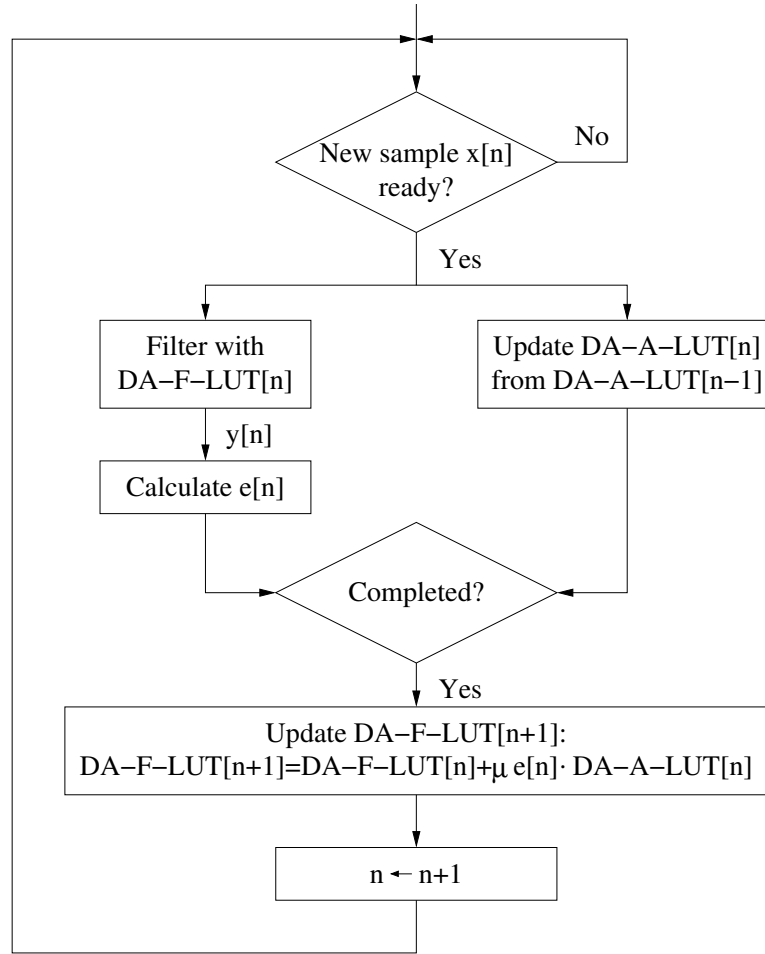 New sample x[n]
ready?
No
Yes
Filter with
DA−F−LUT[n]
Update DA−A−LUT[n]
from DA−A−LUT[n−1]
y[n]
Calculate e[n]
Completed?
Yes
Update DA−F−LUT[n+1]:
DA−F−LUT[n+1]=DA−F−LUT[n]+μ e[n]· DA−A−LUT[n]
n ← n+1